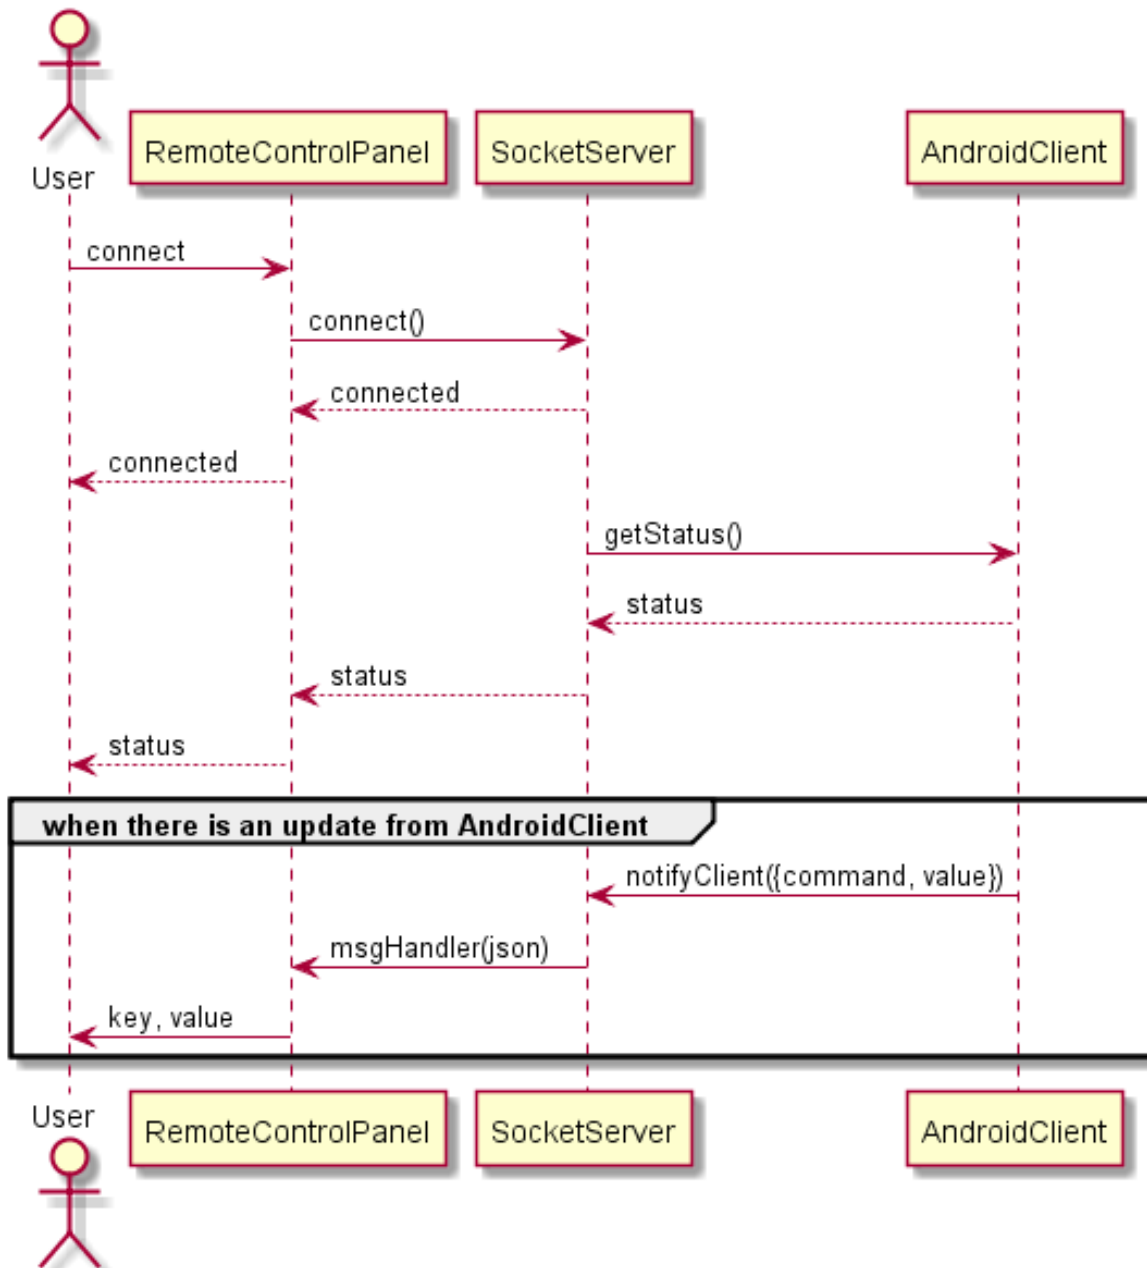 User
RemoteControlPanel
SocketServer
AndroidClient
connect
connect()
connected
connected
getStatus()
status
status
status
when there is an update from AndroidClient
notifyClient({command, value})
msgHandler(json)
key, value
User
RemoteControlPanel
SocketServer
AndroidClient